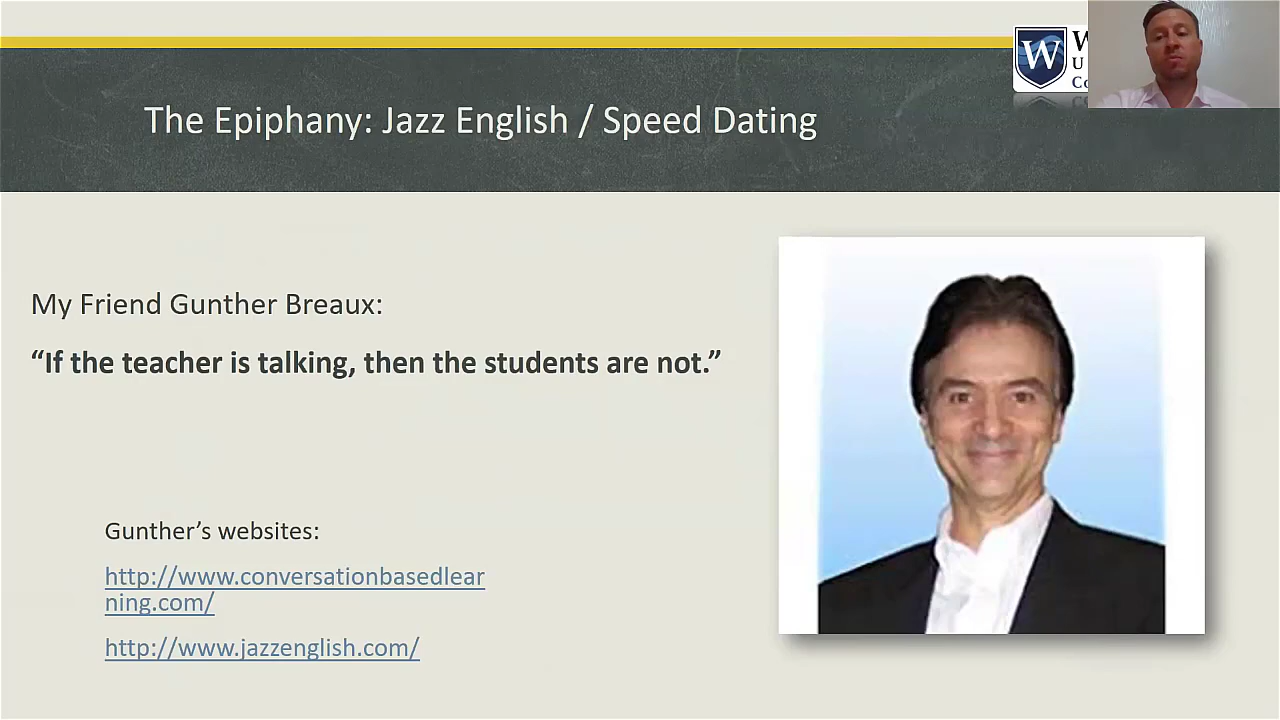 W
U
Co
W
The Epiphany: Jazz English / Speed Dating
My Friend Gunther Breaux:
“If the teacher is talking, then the students are not.”
Gunther’s websites:
http://www.conversationbasedlear
ning.com/
http://www.jazzenglish.com/